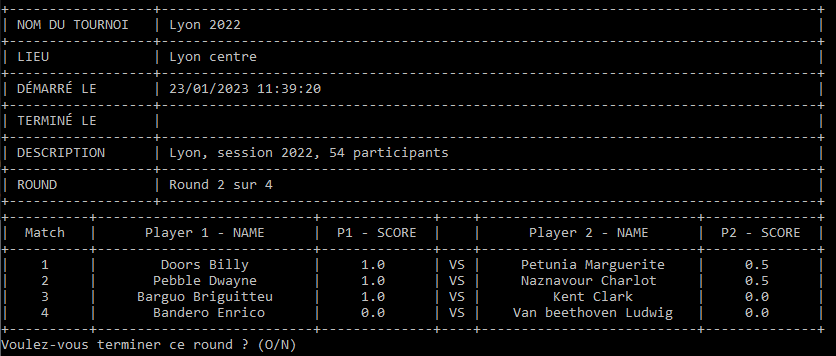 NOM DU TOURNOI | Lyon 2022
LIEU | Lyon centre
DÉMARRÉ LE | 23/01/2023 11:39:20
TERMINÉ LE |
DESCRIPTION | Lyon, session 2022, 54 participants
ROUND | Round 2 sur 4
Match | Player 1 - NAME | P1 - SCORE | | Player 2 - NAME | P2 - SCORE
1 | Doors Billy | 1.0 | VS | Petunia Marguerite | 0.5
2 | Pebble Dwayne | 1.0 | VS | Naznavour Charlot | 0.5
3 | Barguo Briguitteu | 1.0 | VS | Kent Clark | 0.0
4 | Bandero Enrico | 0.0 | VS | Van beethoven Ludwig | 0.0
Voulez-vous terminer ce round ? (O/N)